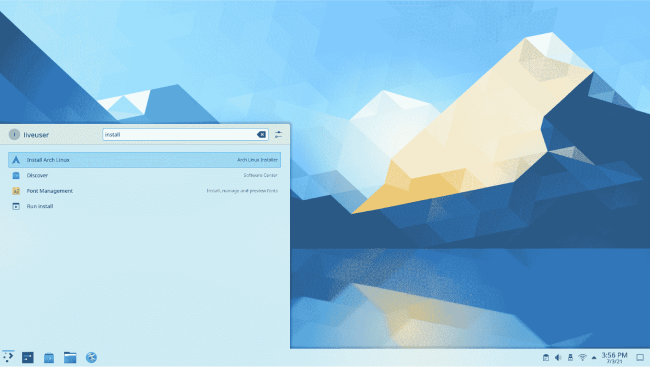 liveuser
install
Install Arch Linux Arch Linux Installer
Discover Software Center
Font Management Install, manage and preview fonts
Run install
3:56 PM
7/3/21